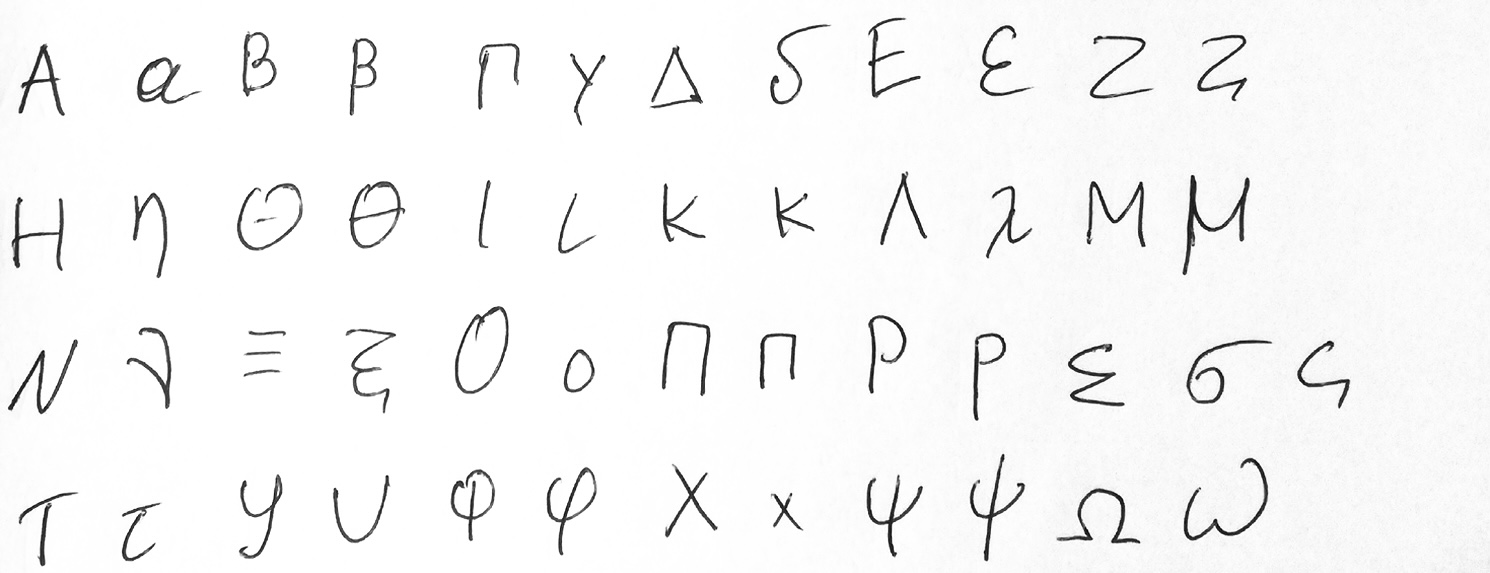 Α α Β β Γ γ Δ δ Ε ε Ζ ζ
Η η Θ θ Ι ι Κ κ Λ λ Μ μ
Ν ν Ξ ξ Ο ο Π π Ρ ρ Σ σ ς
Τ τ Υ υ Φ φ Χ χ Ψ ψ Ω ω